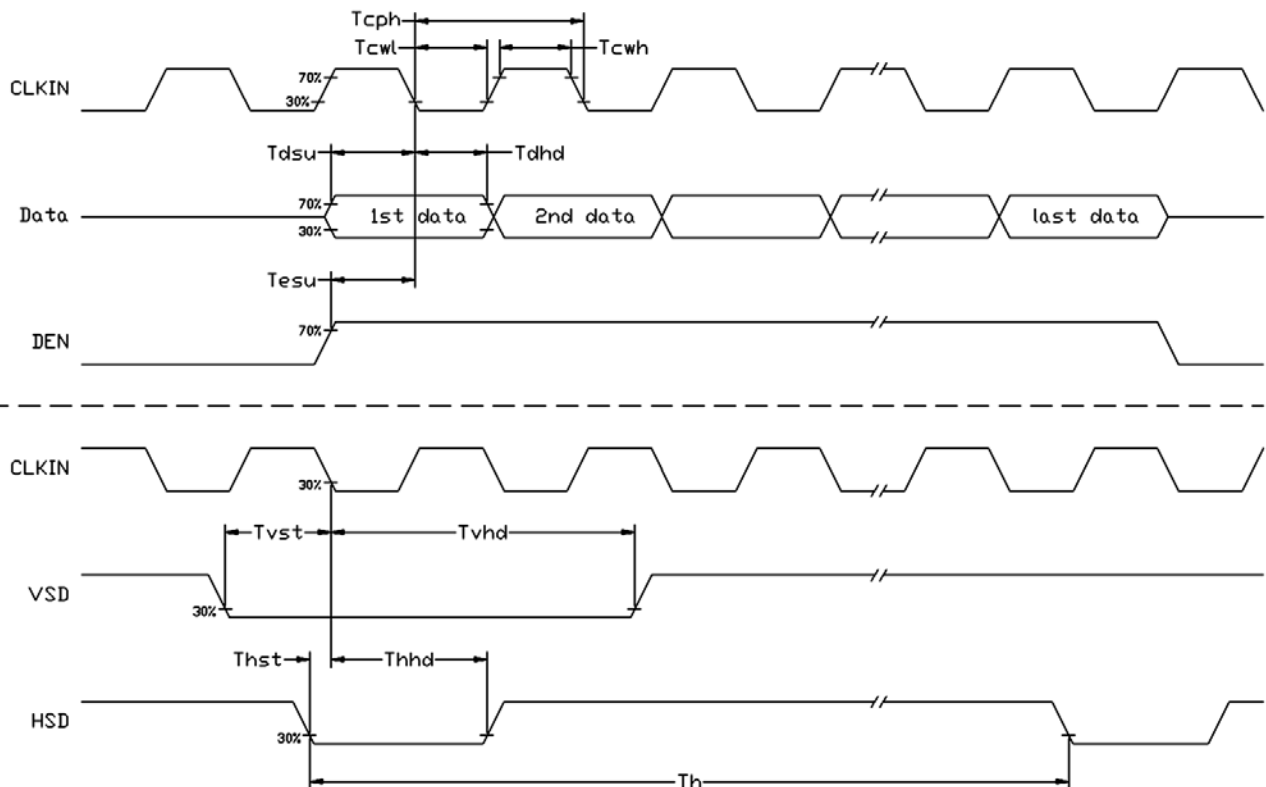 Tcph
Tcwl Tcwh
CLKIN 70%
30%
Tdsu Tdhd
Data 70% 1st data 2nd data last data
30%
Tesu
DEN 70%
CLKIN 30%
Tvst Tvhd
VSD 30%
Thst Thhd
HSD 30%
Th